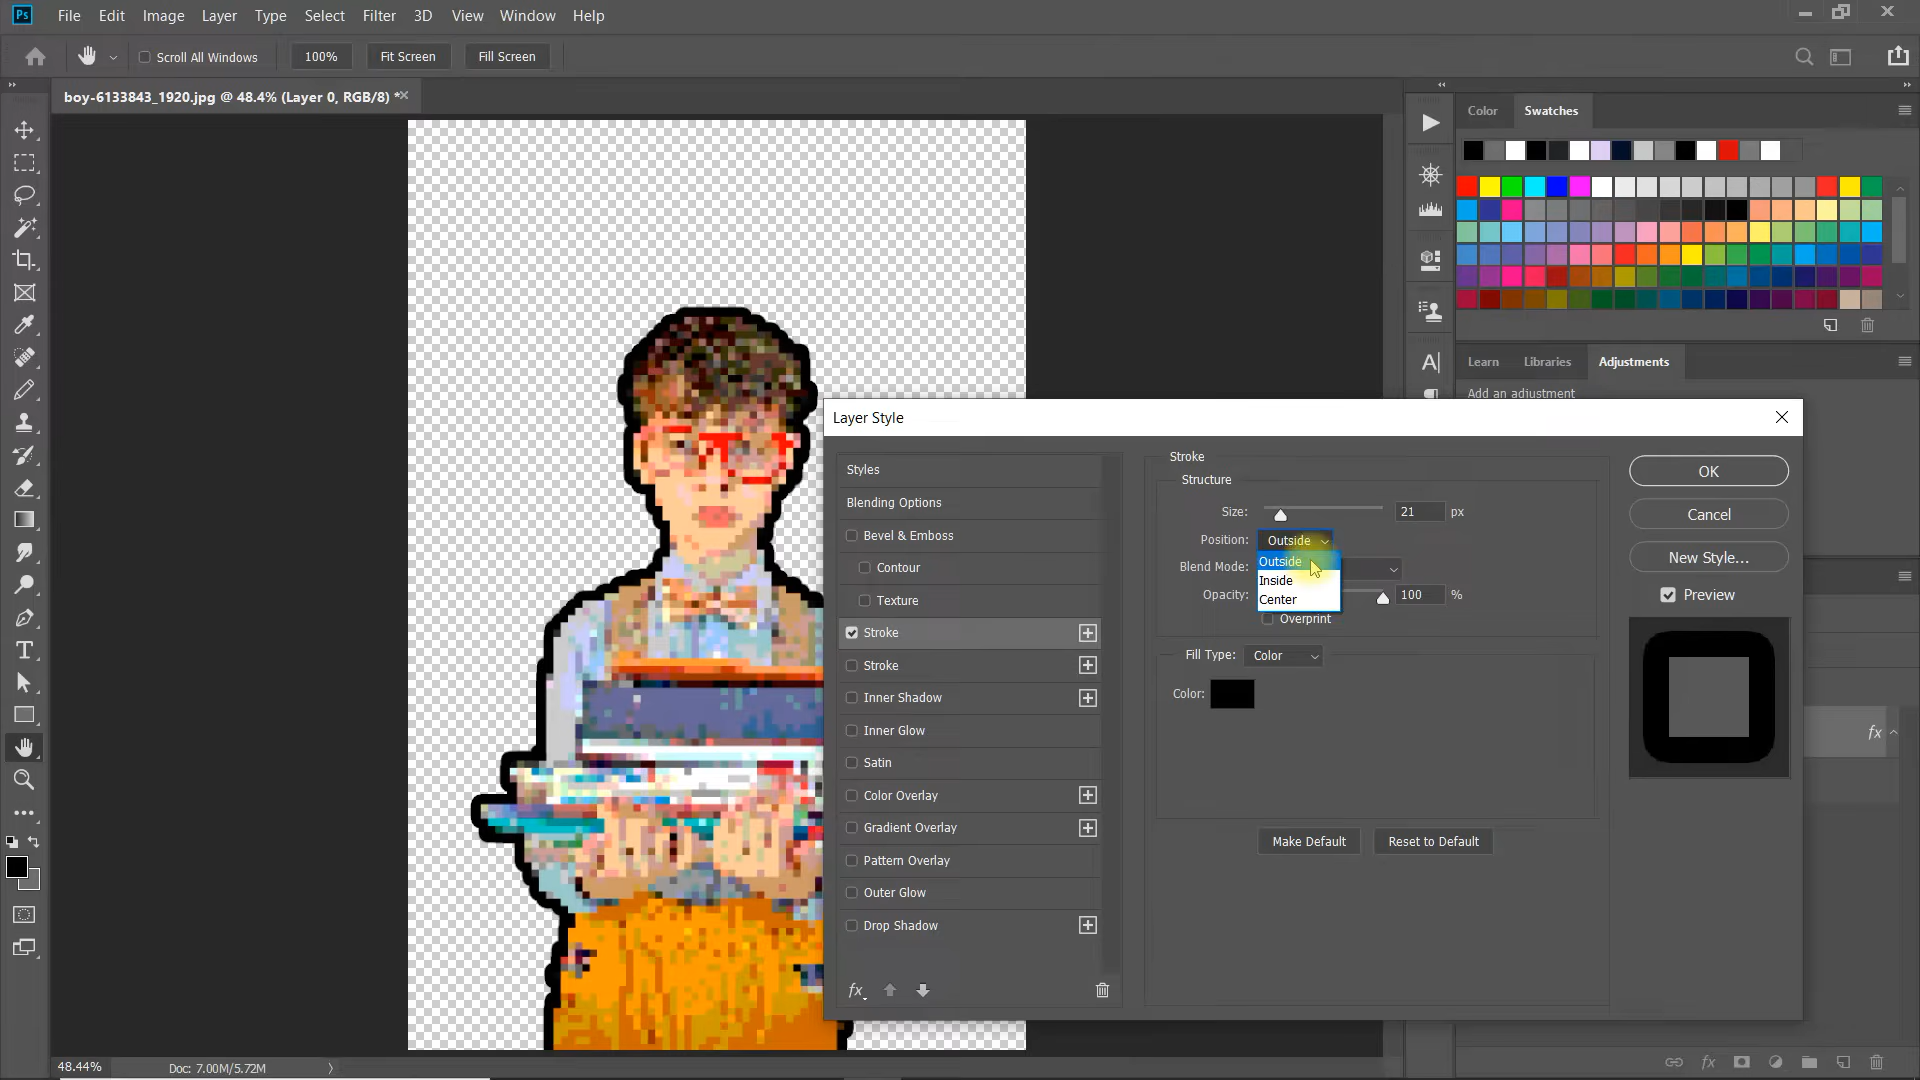 Ps File Edit Image Layer Type Select Filter 3D View Window Help
Scroll All Windows 100% Fit Screen Fill Screen
boy-6133843_1920.jpg @ 48.4% (Layer 0, RGB/8) *
Color Swatches
Learn Libraries Adjustments
Add an adjustment
Layer Style
Styles
Blending Options
Bevel & Emboss
Contour
Texture
Stroke
Stroke
Inner Shadow
Inner Glow
Satin
Color Overlay
Gradient Overlay
Pattern Overlay
Outer Glow
Drop Shadow
fx
Stroke
Structure
Size: 21 px
Position: Outside
Outside
Inside
Center
Blend Mode:
Opacity: 100 %
Overprint
Fill Type: Color
Color:
Make Default Reset to Default
OK
Cancel
New Style...
Preview
fx
48.44% Doc: 7.00M/5.72M
fx